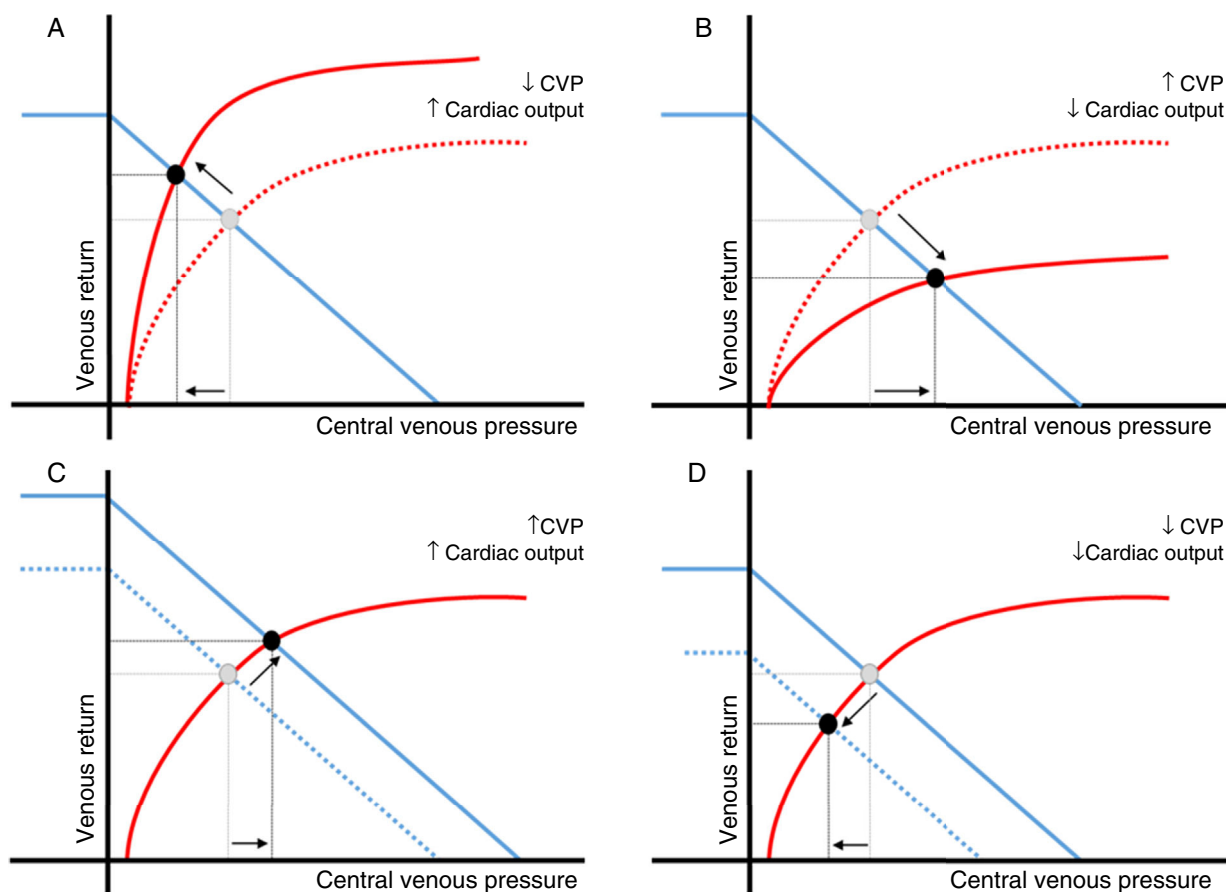 A
↓ CVP
↑ Cardiac output
Venous return
Central venous pressure
B
↑ CVP
↓ Cardiac output
Venous return
Central venous pressure
C
↑CVP
↑ Cardiac output
Venous return
Central venous pressure
D
↓ CVP
↓Cardiac output
Venous return
Central venous pressure